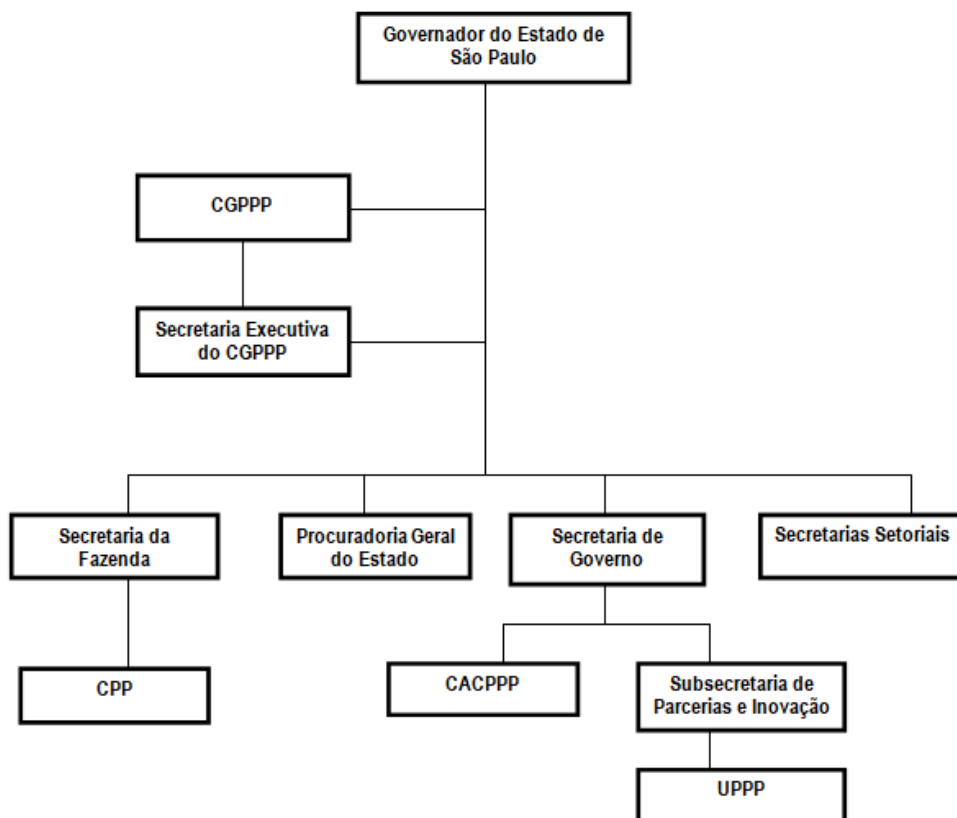 Governador do Estado de
São Paulo
CGPPP
Secretaria Executiva
do CGPPP
Secretaria da
Fazenda
Procuradoria Geral
do Estado
Secretaria de
Governo
Secretarias Setoriais
CPP
CACPPP
Subsecretaria de
Parcerias e Inovação
UPPP